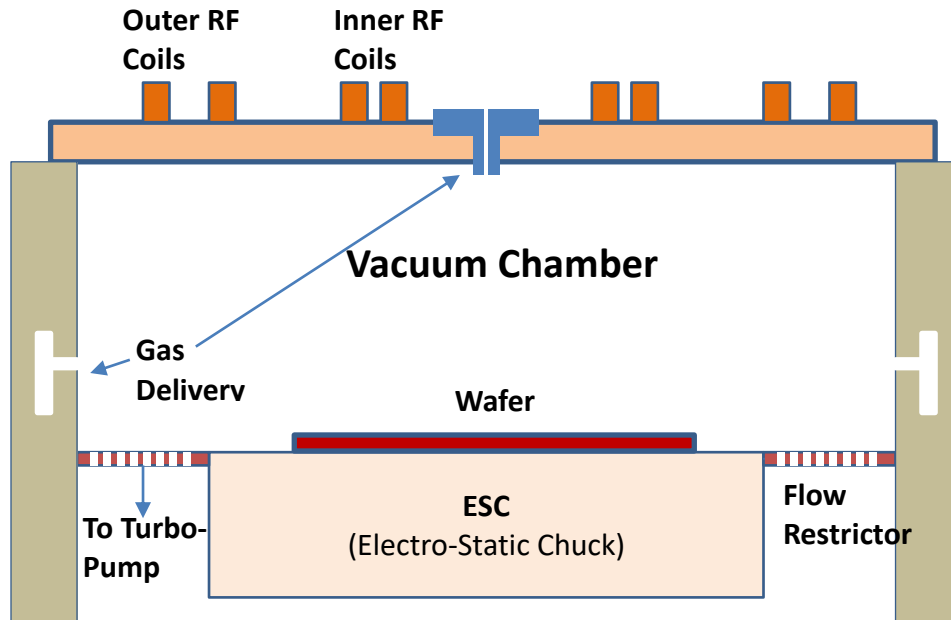 Outer RF
Coils
Inner RF
Coils
Vacuum Chamber
Gas
Delivery
Wafer
ESC
(Electro-Static Chuck)
To Turbo-
Pump
Flow
Restrictor